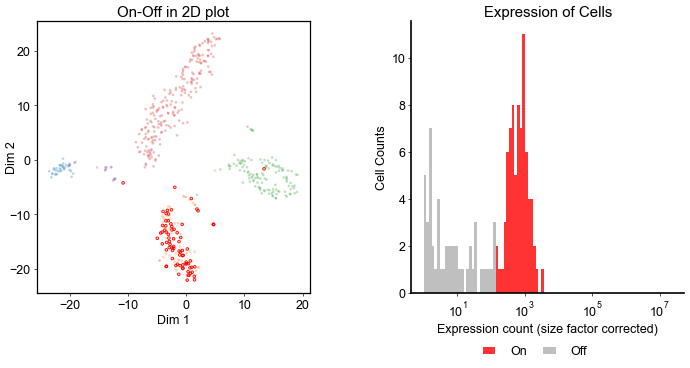 On-Off in 2D plot
20
10
0
−10
−20
Dim 2
−20 −10 0 10 20
Dim 1
Expression of Cells
10
8
6
4
2
0
Cell Counts
10^1 10^3 10^5 10^7
Expression count (size factor corrected)
On Off